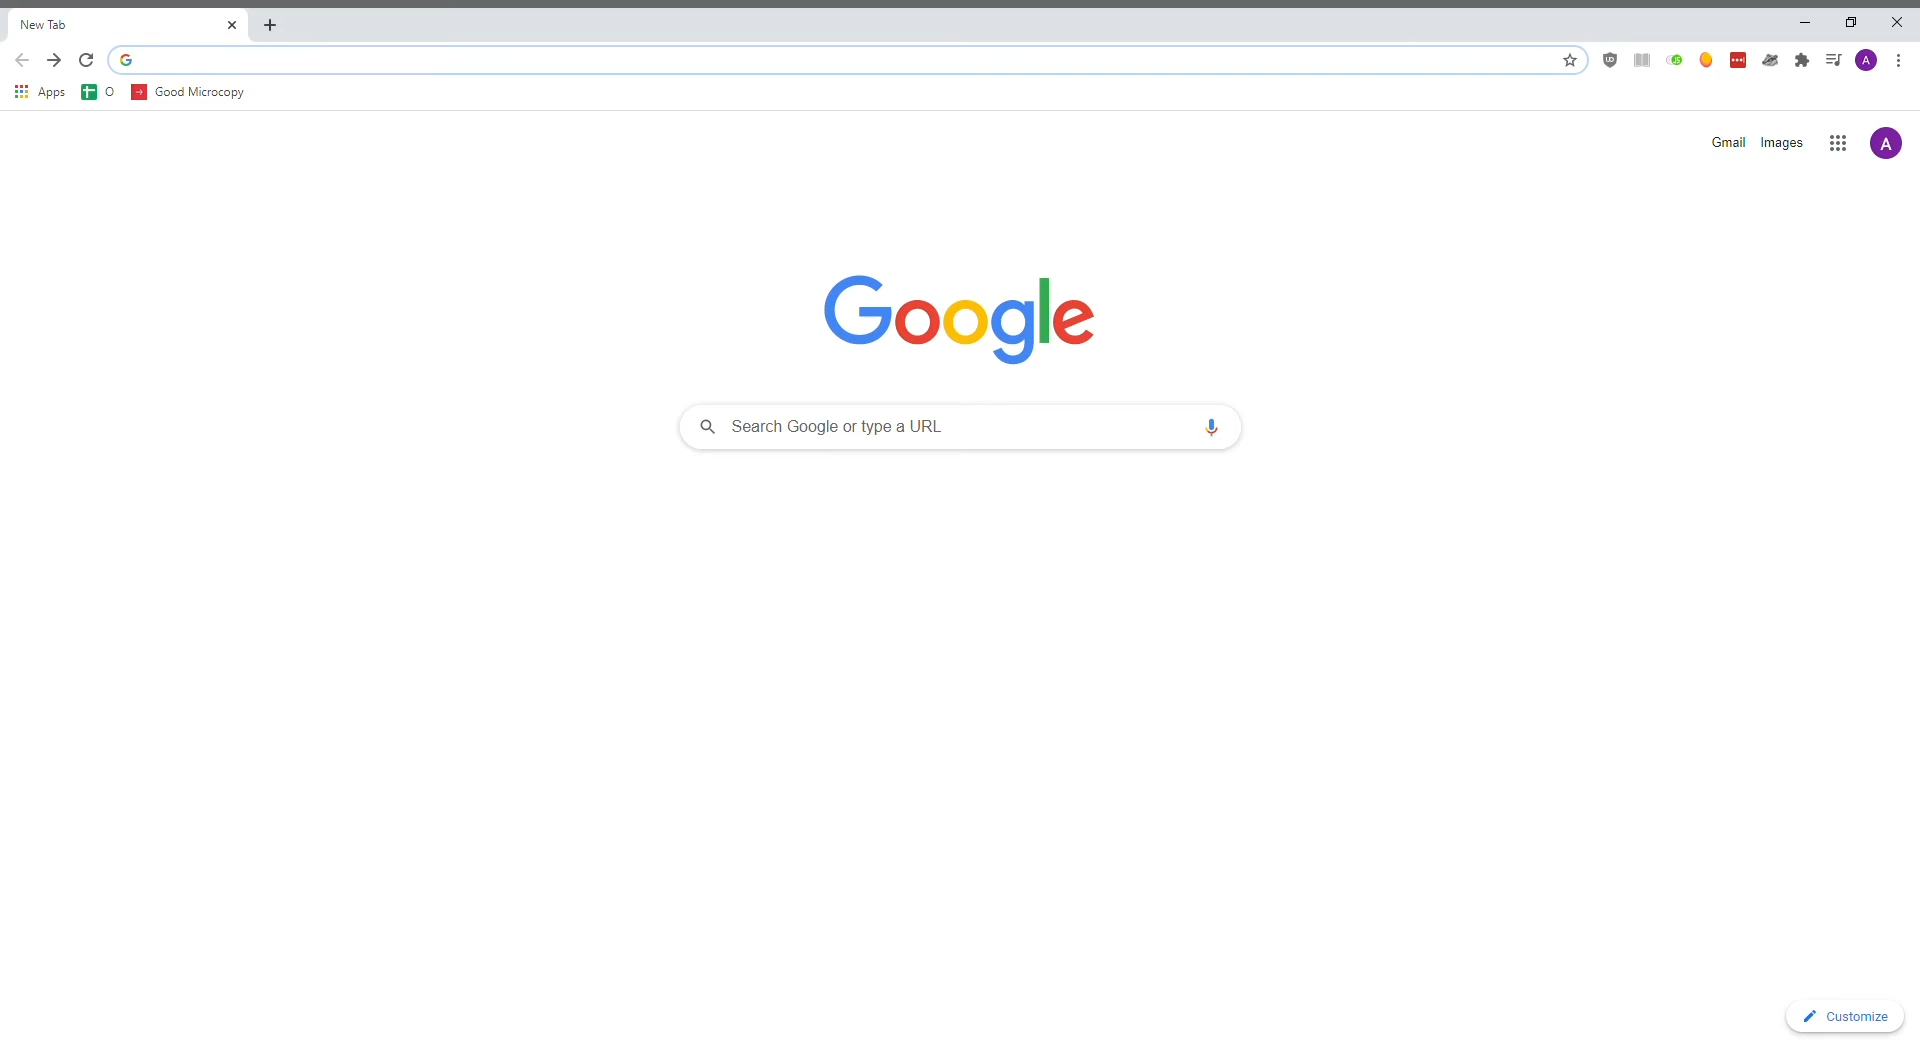 New Tab
Apps
O
Good Microcopy
Gmail Images
A
A
Google
Search Google or type a URL
Customize